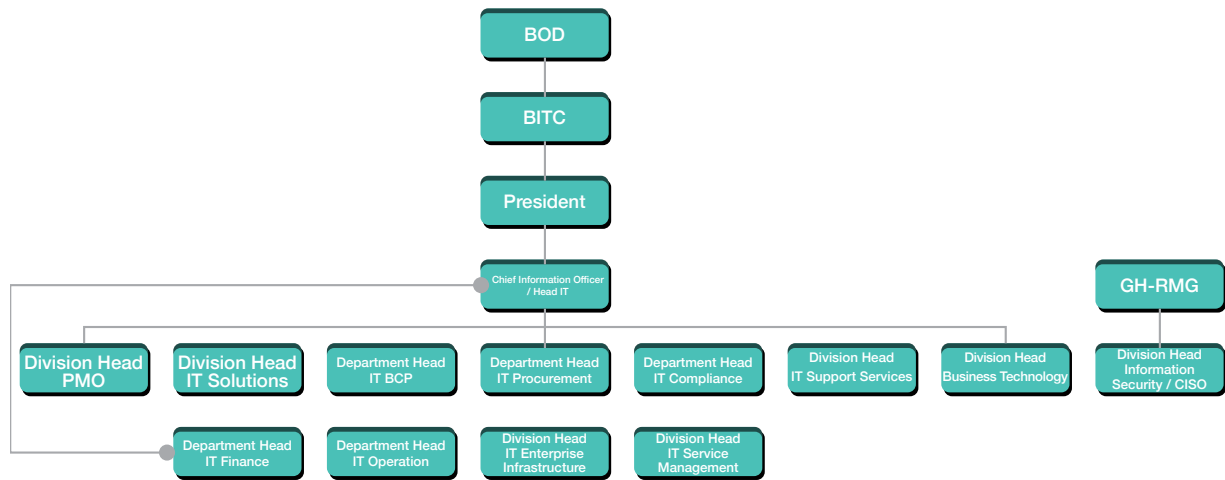 BOD
BITC
President
Chief Information Officer
/ Head IT
GH-RMG
Division Head
PMO
Division Head
IT Solutions
Department Head
IT BCP
Department Head
IT Procurement
Department Head
IT Compliance
Division Head
IT Support Services
Division Head
Business Technology
Division Head
Information
Security / CISO
Department Head
IT Finance
Department Head
IT Operation
Division Head
IT Enterprise
Infrastructure
Division Head
IT Service
Management